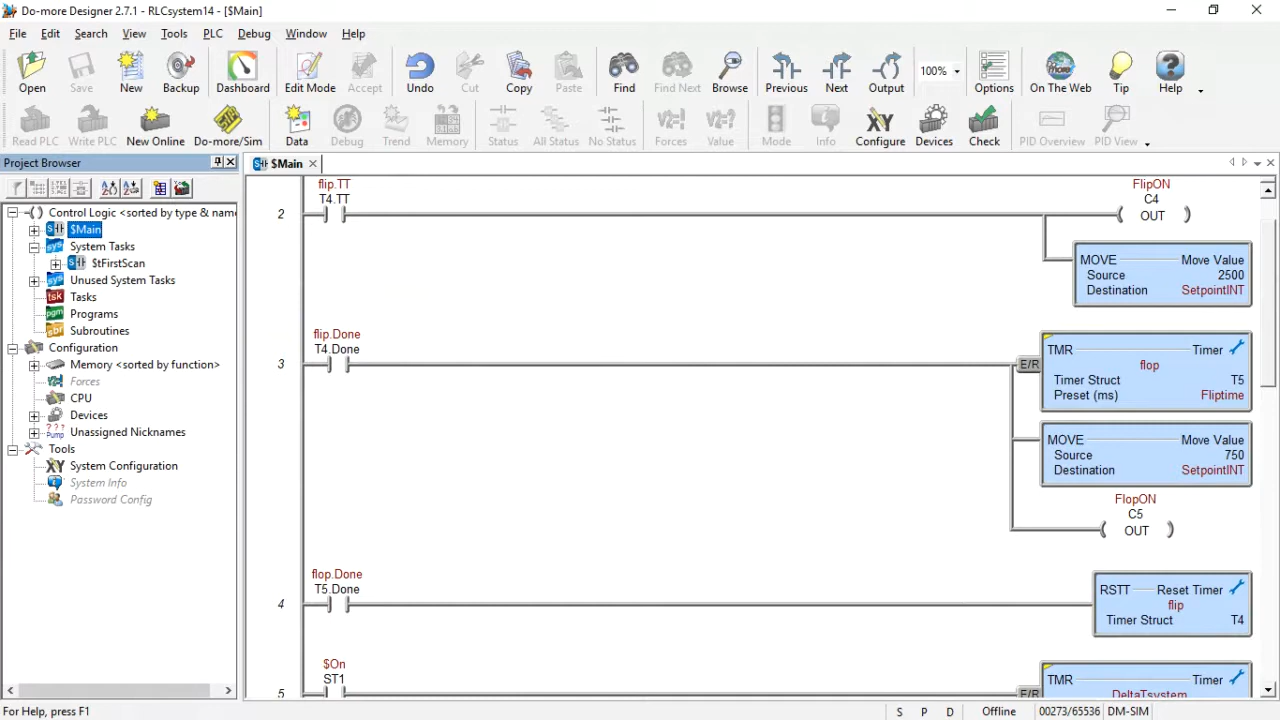 Do-more Designer 2.7.1 - RLCsystem14 - [$Main]
File Edit Search View Tools PLC Debug Window Help
Open Save New Backup Dashboard Edit Mode Accept Undo Cut Copy Paste Find Find Next Browse Previous Next Output 100% Options On The Web Tip Help
Read PLC Write PLC New Online Do-more/Sim Data Debug Trend Memory Status All Status No Status Forces Value Mode Info Configure Devices Check PID Overview PID View
Project Browser
$Main
Control Logic <sorted by type & name
$Main
System Tasks
$tFirstScan
Unused System Tasks
Tasks
Programs
Subroutines
Configuration
Memory <sorted by function>
Forces
CPU
Devices
Unassigned Nicknames
Tools
System Configuration
System Info
Password Config
flip.TT
T4.TT
2
FlipON
C4
OUT
MOVE Move Value
Source 2500
Destination SetpointINT
flip.Done
T4.Done
3
E/R
TMR Timer
flop
Timer Struct T5
Preset (ms) Fliptime
MOVE Move Value
Source 750
Destination SetpointINT
FlopON
C5
OUT
flop.Done
T5.Done
4
RSTT Reset Timer
flip
Timer Struct T4
$On
ST1
5
E/R
TMR Timer
DeltaTsystem
For Help, press F1
S P D Offline 00273/65536 DM-SIM